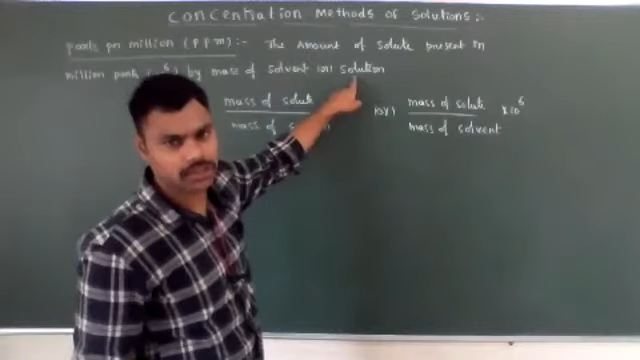 Concentration Methods of Solutions :-
parts per million (ppm) :- The Amount of solute present in
million parts by mass of solvent (or) solution
mass of solute (or) mass of solute × 10⁶
mass of mass of solvent